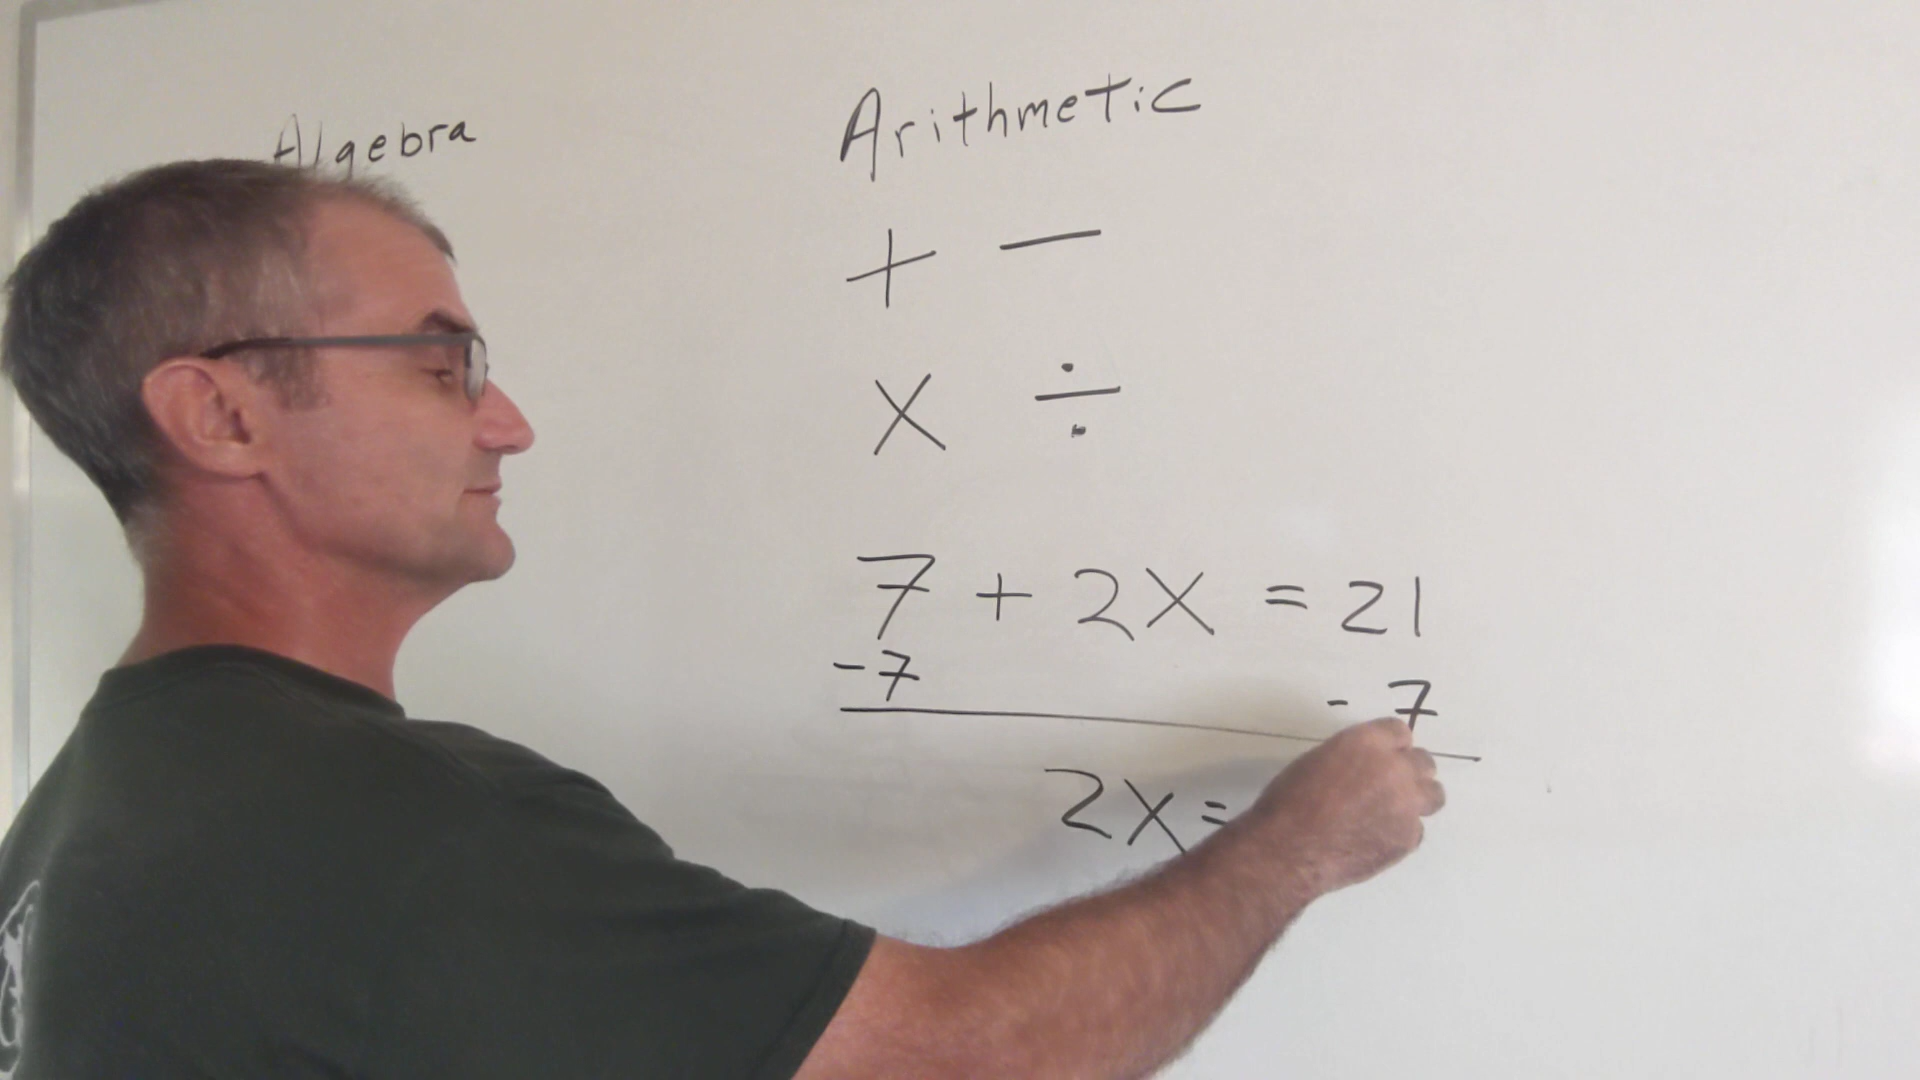 Algebra
Arithmetic
+ −
× ÷
7 + 2X = 21
-7 - 7
2X =